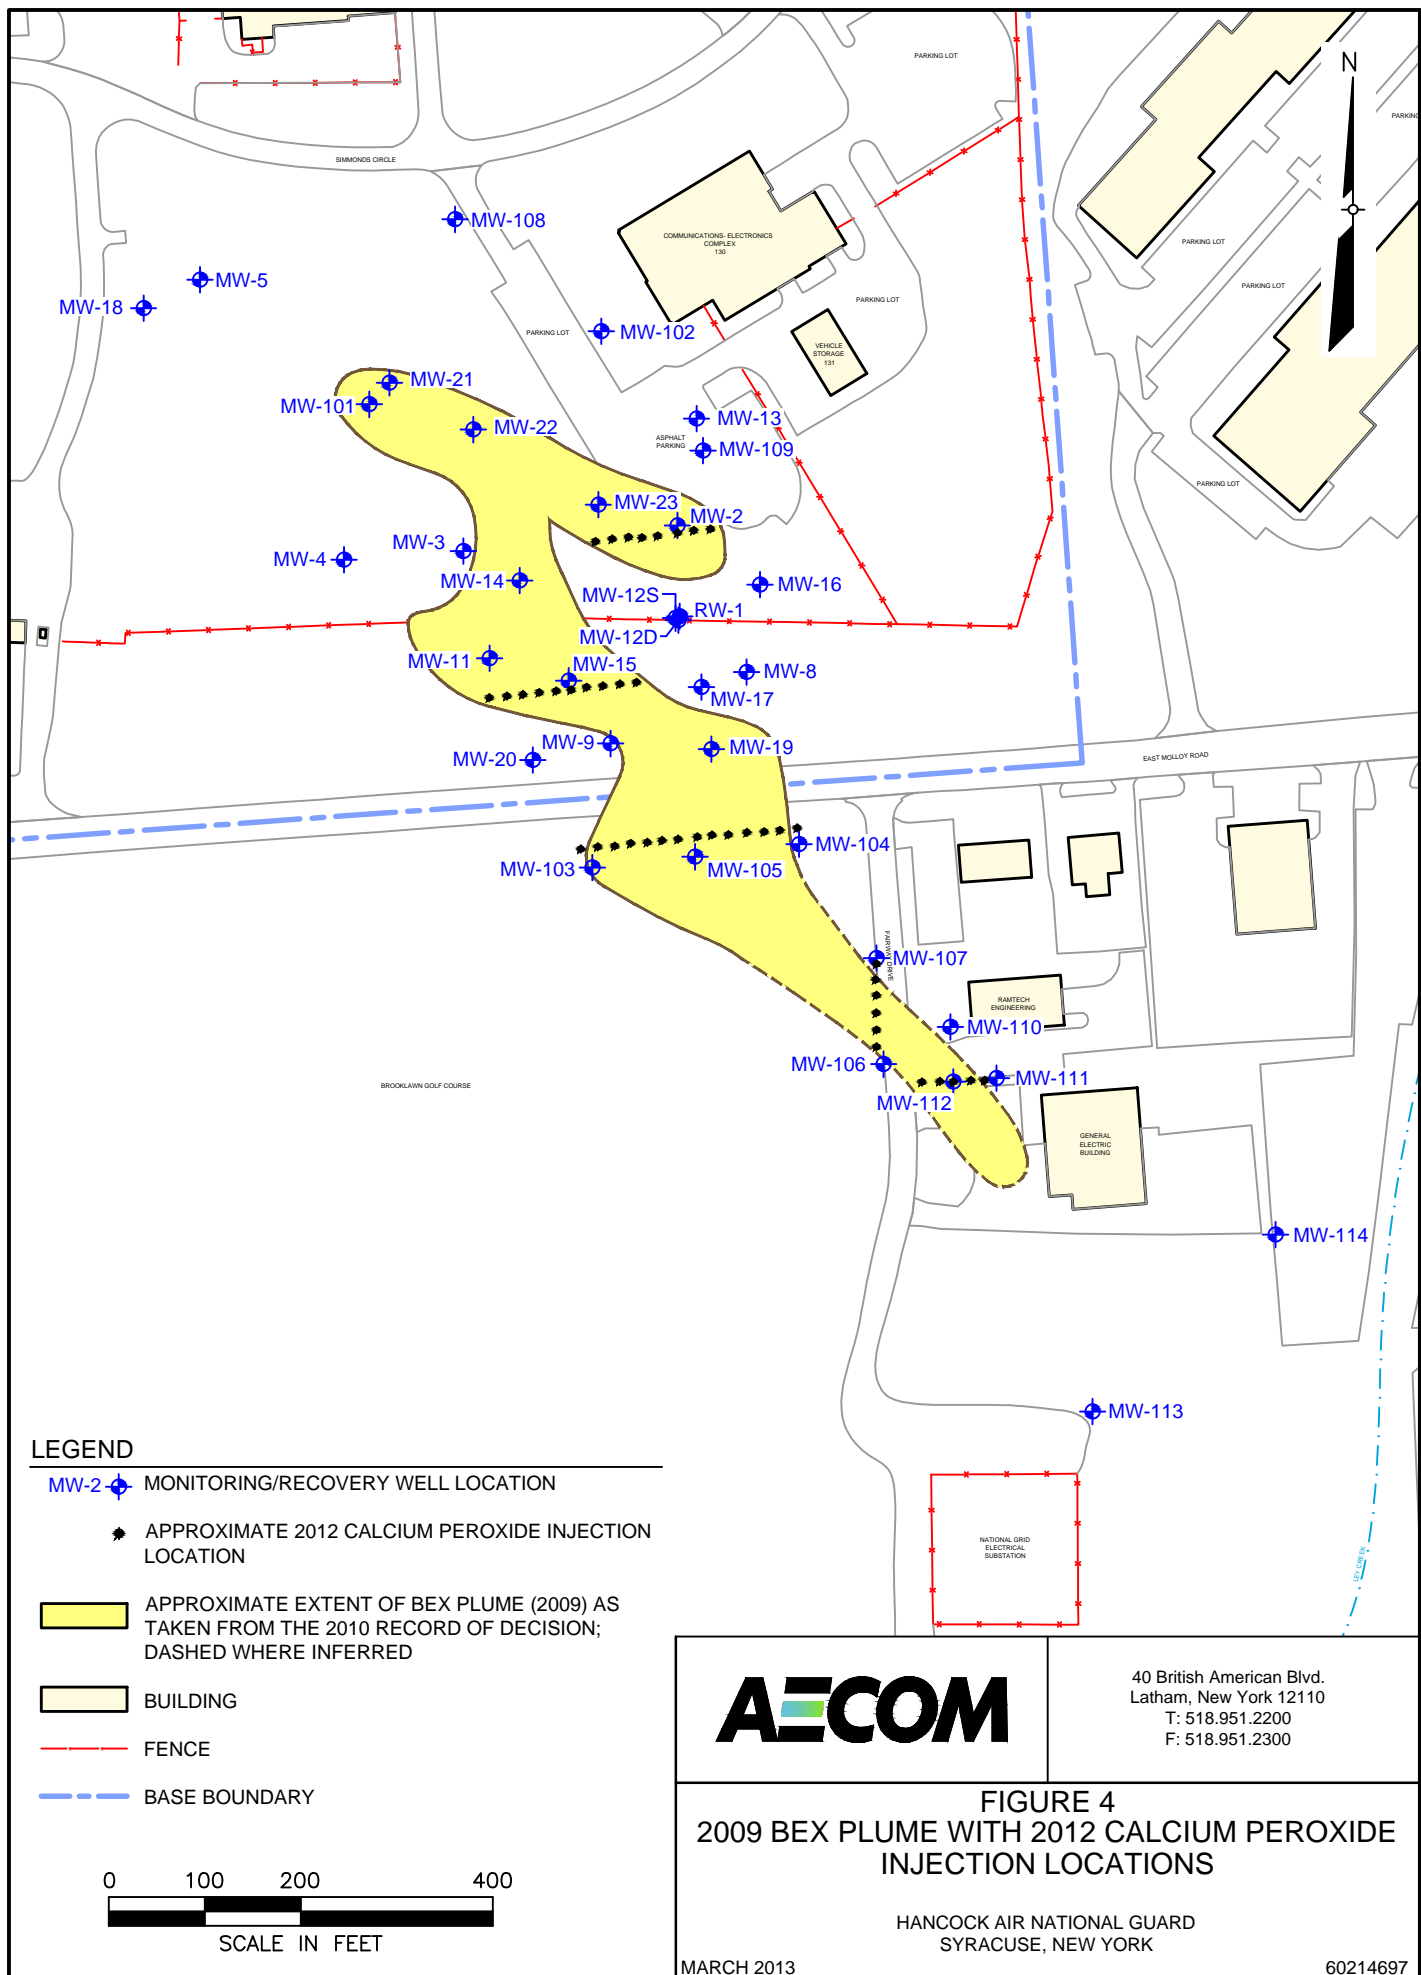 PARKING LOT
N
PARKING
SIMMONDS CIRCLE
MW-108
COMMUNICATIONS- ELECTRONICS
COMPLEX
130
PARKING LOT
MW-5
MW-18
PARKING LOT
PARKING LOT
PARKING LOT
MW-102
VEHICLE
STORAGE
131
MW-21
MW-101
MW-22
MW-13
ASPHALT
PARKING
MW-109
PARKING LOT
MW-23
MW-2
MW-3
MW-4
MW-14
MW-16
MW-12S
RW-1
MW-12D
MW-11
MW-15
MW-8
MW-17
MW-9
MW-19
MW-20
EAST MOLLOY ROAD
MW-104
MW-103
MW-105
FAIRWAY DRIVE
MW-107
RAMTECH
ENGINEERING
MW-110
MW-106
MW-111
BROOKLAWN GOLF COURSE
MW-112
GENERAL
ELECTRIC
BUILDING
MW-114
MW-113
NATIONAL GRID
ELECTRICAL
SUBSTATION
LEY CREEK
LEGEND
MW-2 MONITORING/RECOVERY WELL LOCATION
APPROXIMATE 2012 CALCIUM PEROXIDE INJECTION
LOCATION
APPROXIMATE EXTENT OF BEX PLUME (2009) AS
TAKEN FROM THE 2010 RECORD OF DECISION;
DASHED WHERE INFERRED
BUILDING
FENCE
BASE BOUNDARY
0 100 200 400
SCALE IN FEET
AECOM
40 British American Blvd.
Latham, New York 12110
T: 518.951.2200
F: 518.951.2300
FIGURE 4
2009 BEX PLUME WITH 2012 CALCIUM PEROXIDE
INJECTION LOCATIONS
HANCOCK AIR NATIONAL GUARD
SYRACUSE, NEW YORK
MARCH 2013
60214697